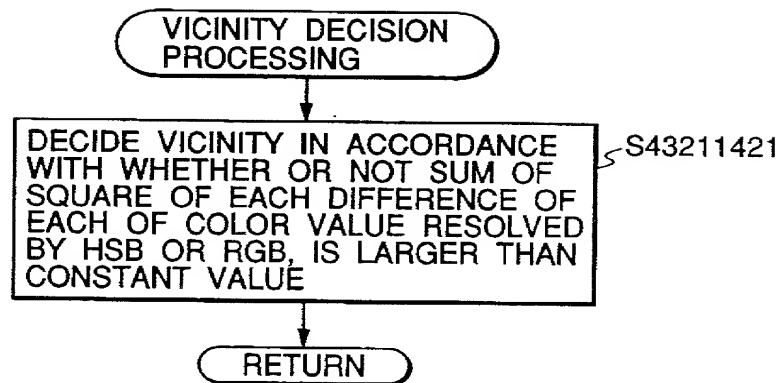 VICINITY DECISION
PROCESSING
DECIDE VICINITY IN ACCORDANCE
WITH WHETHER OR NOT SUM OF
SQUARE OF EACH DIFFERENCE OF
EACH OF COLOR VALUE RESOLVED
BY HSB OR RGB, IS LARGER THAN
CONSTANT VALUE
S43211421
RETURN